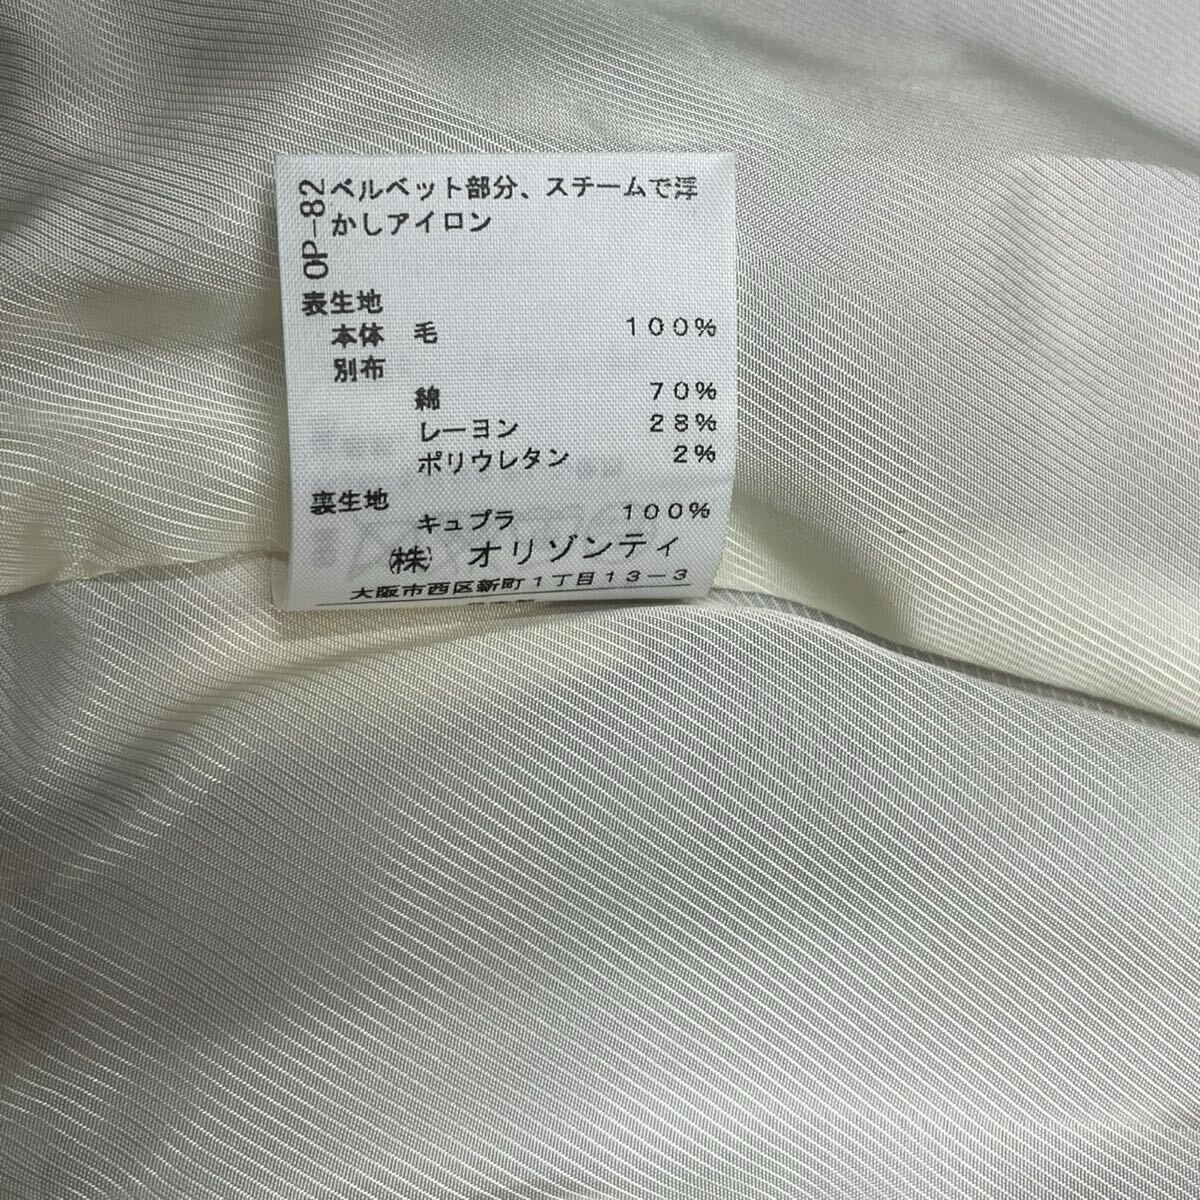 OP-82
ベルベット部分、スチームで浮
かしアイロン
表生地
本体 毛 100%
別布
綿 70%
レーヨン 28%
ポリウレタン 2%
裏生地
キュプラ 100%
㈱ オリゾンティ
大阪市西区新町1丁目13-3